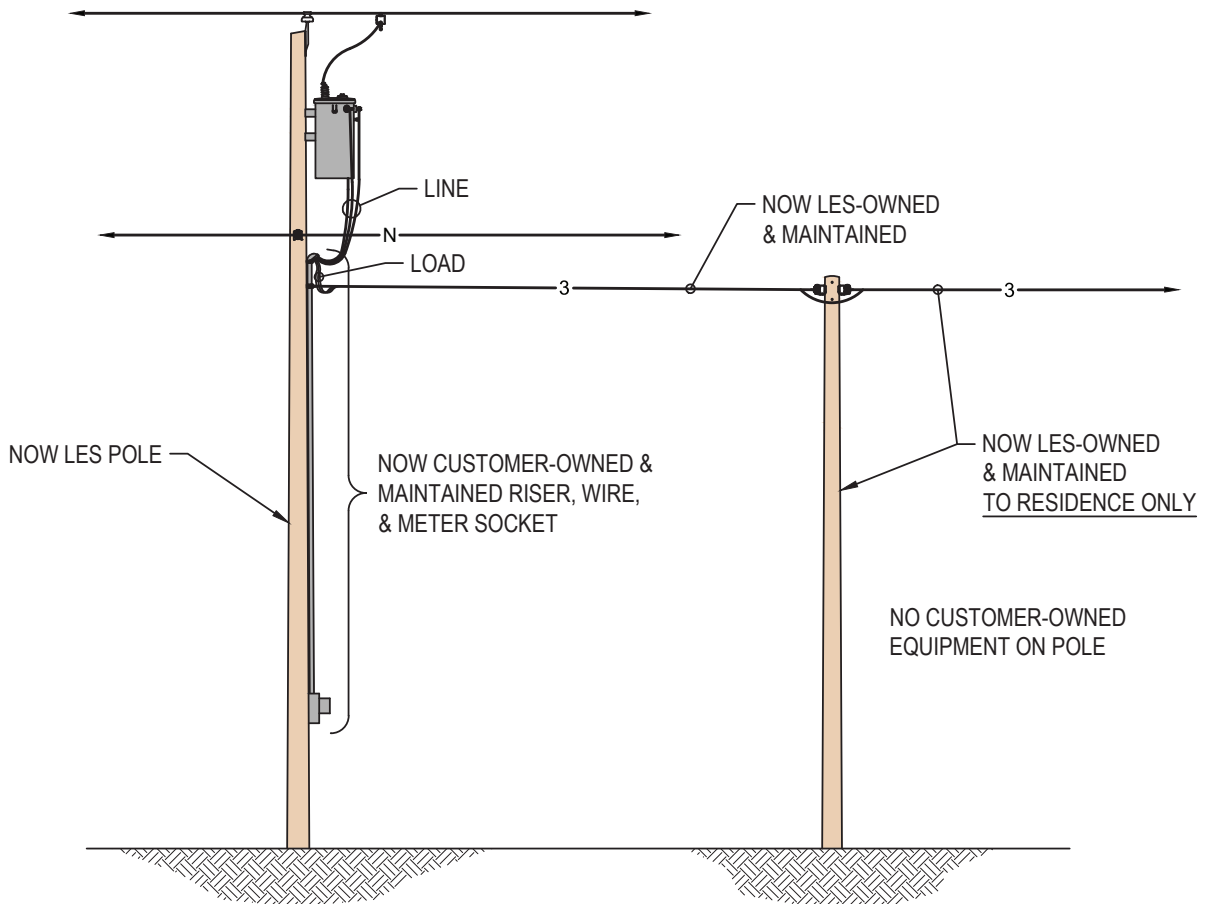 LINE
NOW LES-OWNED
& MAINTAINED
N
LOAD
3
3
NOW LES POLE
NOW CUSTOMER-OWNED &
MAINTAINED RISER, WIRE,
& METER SOCKET
NOW LES-OWNED
& MAINTAINED
TO RESIDENCE ONLY
NO CUSTOMER-OWNED
EQUIPMENT ON POLE